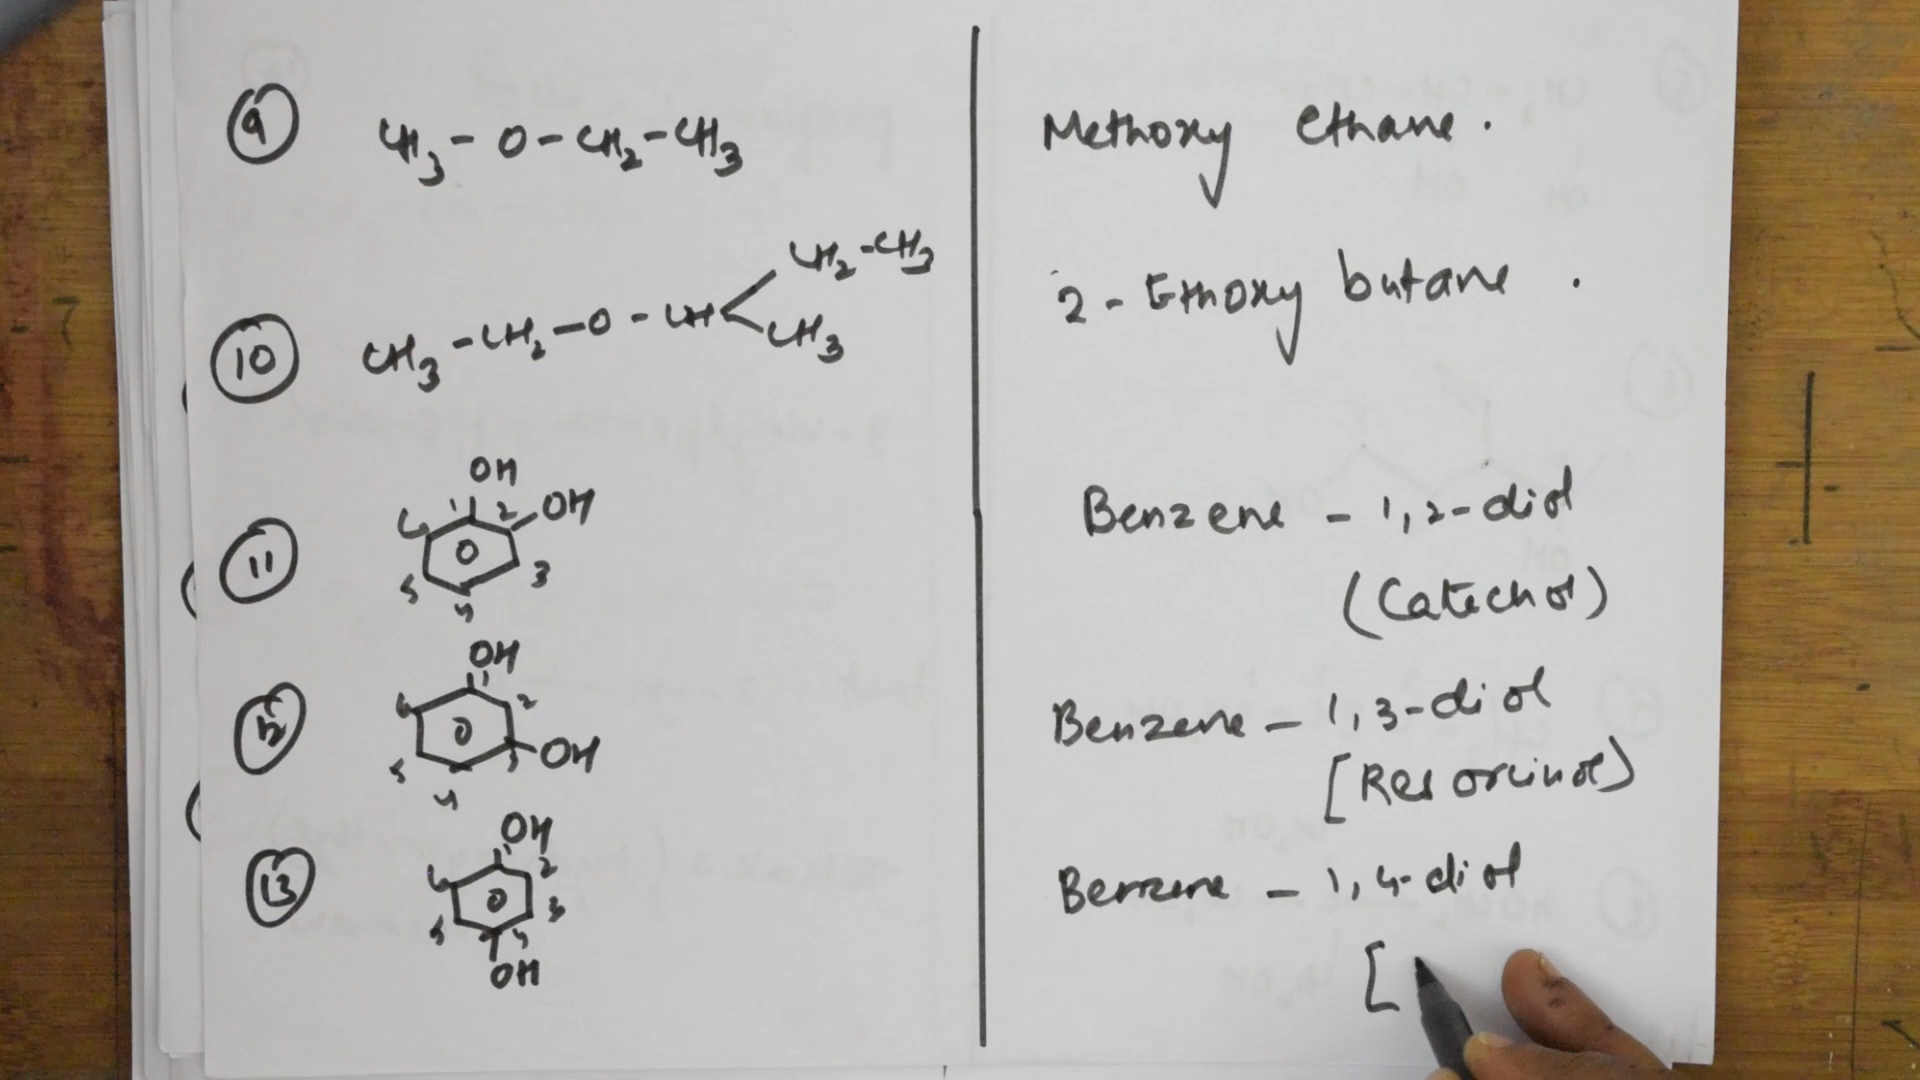 9 CH3 - O - CH2 - CH3 Methoxy ethane.
CH2 - CH3
10 CH3 - CH2 - O - CH 2 - Ethoxy butane.
CH3
OH
11 1 2 OH Benzene - 1,2-diol
6 5 4 3
(Catechol)
OH
12 1 2 Benzene - 1,3-diol
6 5 4 3 OH
[Resorcinol)
OH
13 1 2 Benzene - 1,4-diol
6 5 4 3
OH [